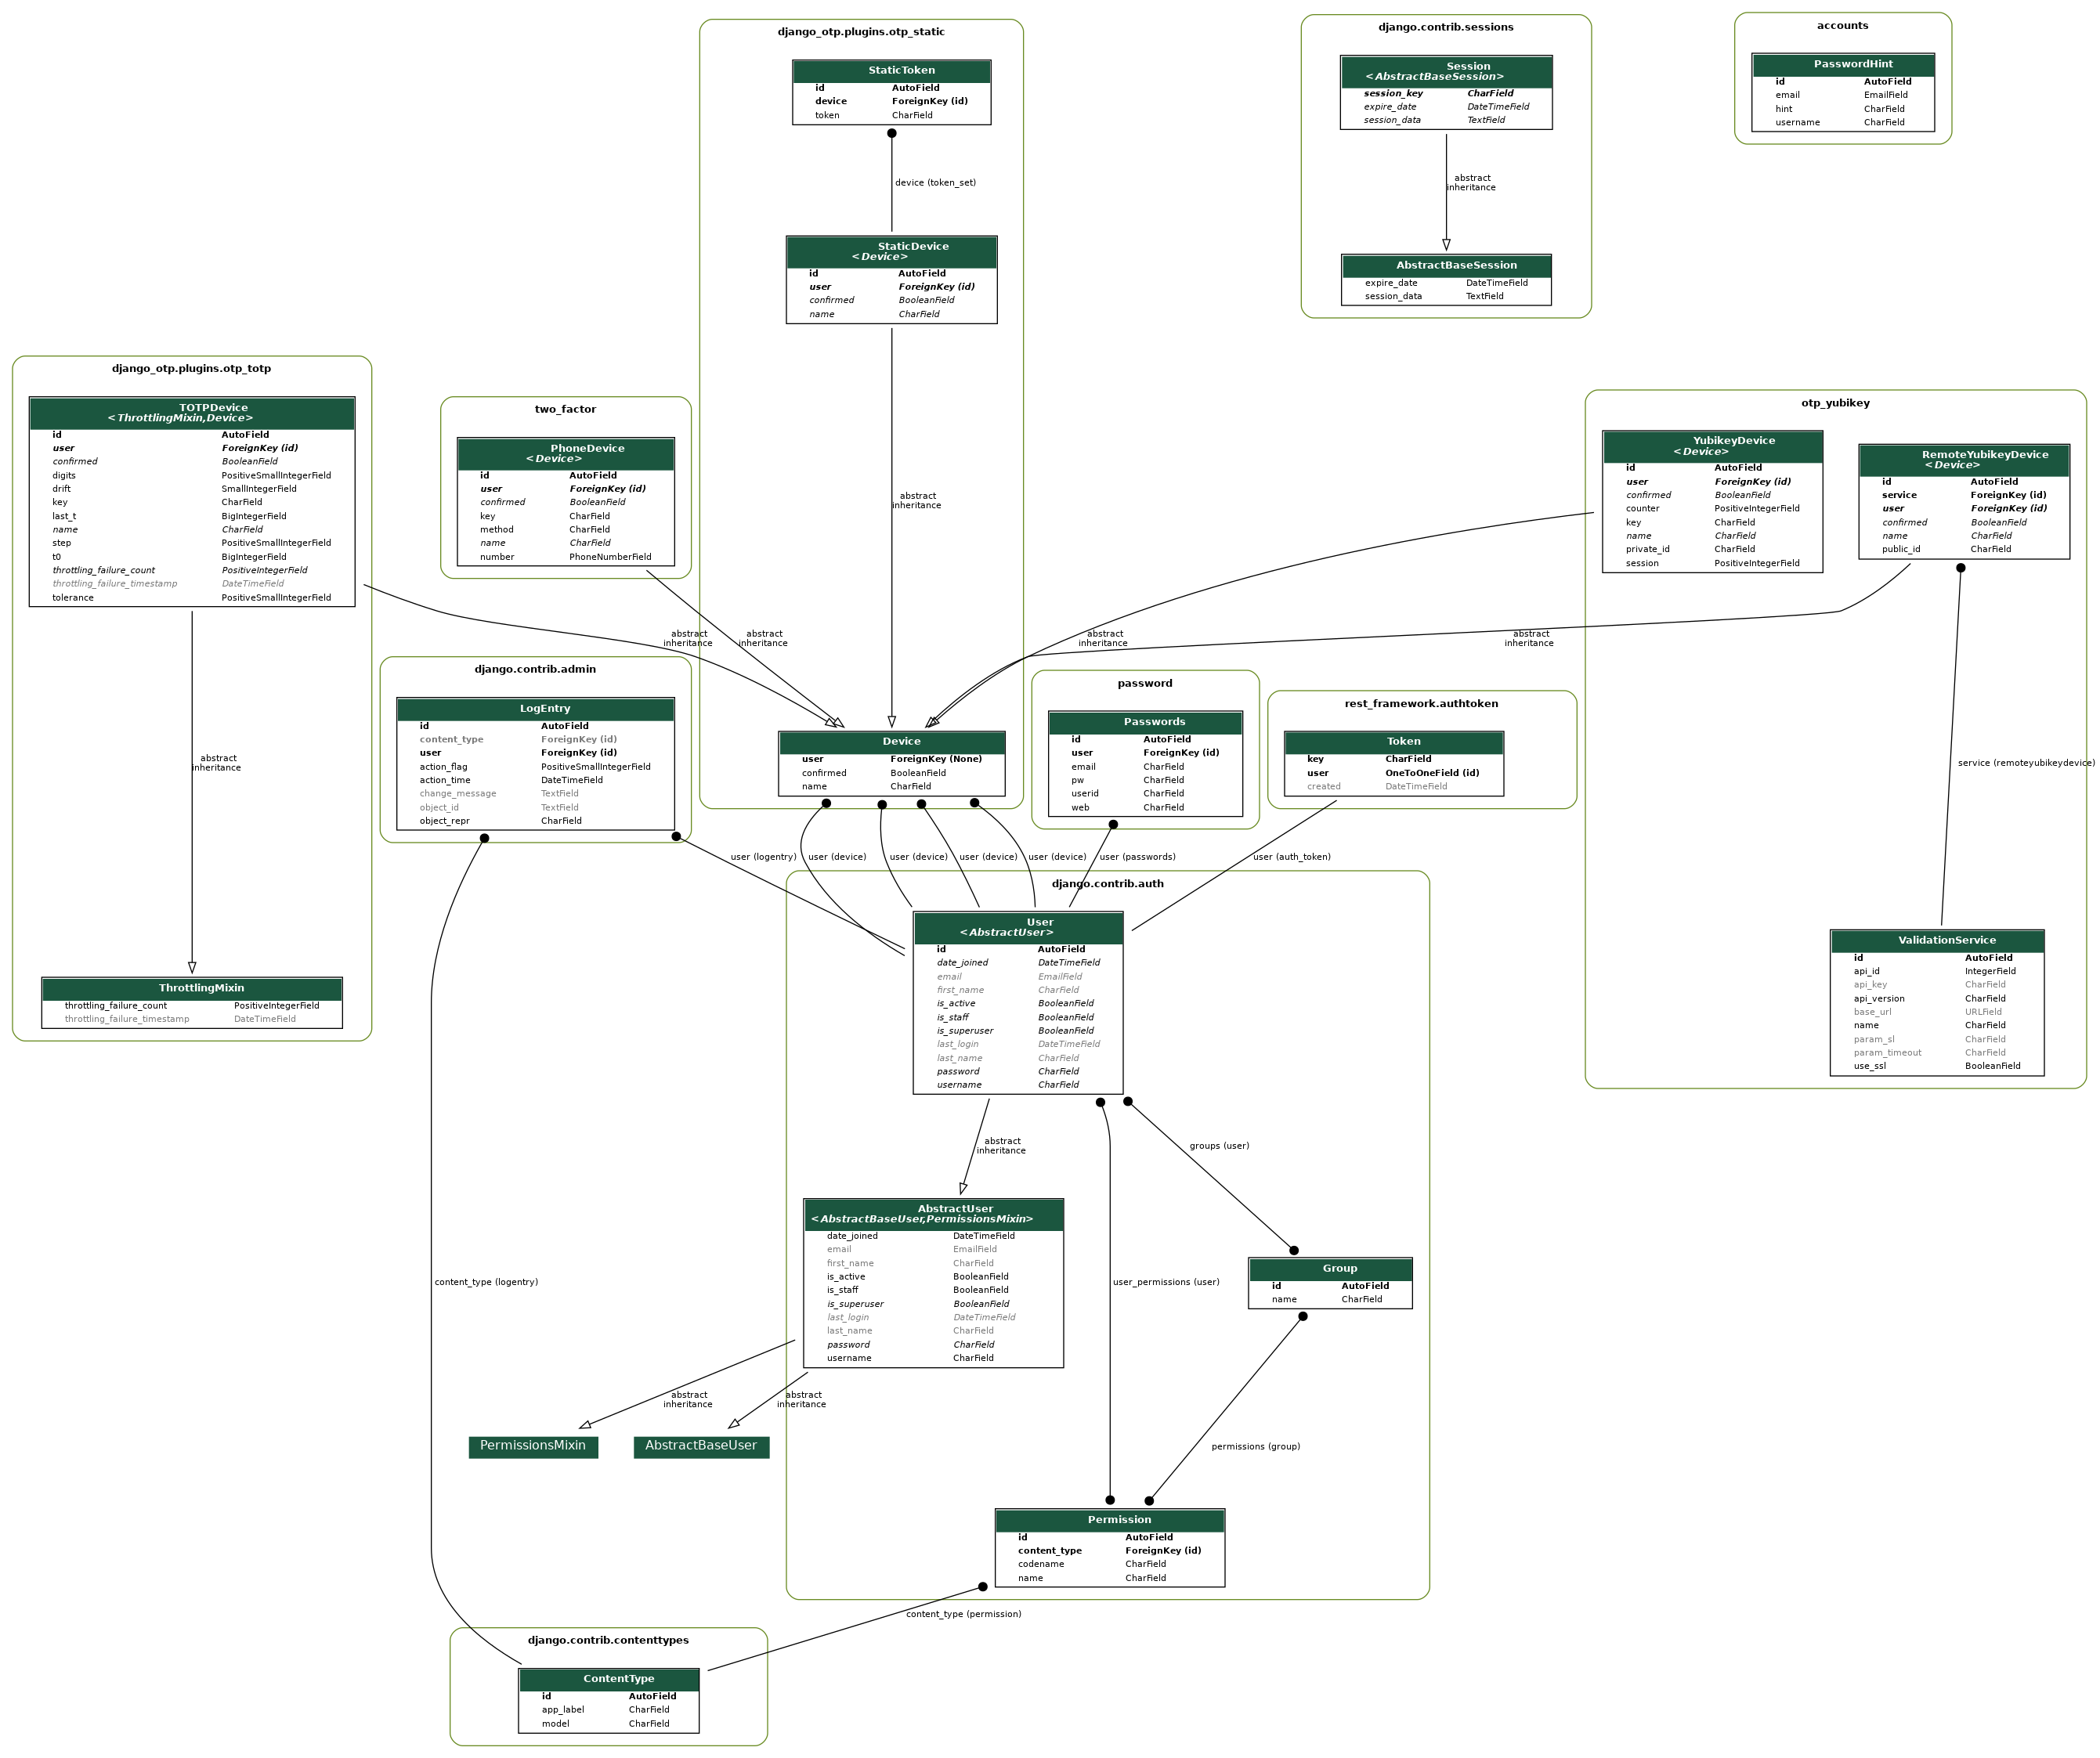 django_otp.plugins.otp_static
StaticToken
id AutoField
device ForeignKey (id)
token CharField
device (token_set)
StaticDevice
<Device>
id AutoField
user ForeignKey (id)
confirmed BooleanField
name CharField
abstract
inheritance
Device
user ForeignKey (None)
confirmed BooleanField
name CharField
django.contrib.sessions
Session
<AbstractBaseSession>
session_key CharField
expire_date DateTimeField
session_data TextField
abstract
inheritance
AbstractBaseSession
expire_date DateTimeField
session_data TextField
accounts
PasswordHint
id AutoField
email EmailField
hint CharField
username CharField
django_otp.plugins.otp_totp
TOTPDevice
<ThrottlingMixin,Device>
id AutoField
user ForeignKey (id)
confirmed BooleanField
digits PositiveSmallIntegerField
drift SmallIntegerField
key CharField
last_t BigIntegerField
name CharField
step PositiveSmallIntegerField
t0 BigIntegerField
throttling_failure_count PositiveIntegerField
throttling_failure_timestamp DateTimeField
tolerance PositiveSmallIntegerField
abstract
inheritance
ThrottlingMixin
throttling_failure_count PositiveIntegerField
throttling_failure_timestamp DateTimeField
two_factor
PhoneDevice
<Device>
id AutoField
user ForeignKey (id)
confirmed BooleanField
key CharField
method CharField
name CharField
number PhoneNumberField
abstract
inheritance
abstract
inheritance
abstract
inheritance
abstract
inheritance
otp_yubikey
YubikeyDevice
<Device>
id AutoField
user ForeignKey (id)
confirmed BooleanField
counter PositiveIntegerField
key CharField
name CharField
private_id CharField
session PositiveIntegerField
RemoteYubikeyDevice
<Device>
id AutoField
service ForeignKey (id)
user ForeignKey (id)
confirmed BooleanField
name CharField
public_id CharField
service (remoteyubikeydevice)
ValidationService
id AutoField
api_id IntegerField
api_key CharField
api_version CharField
base_url URLField
name CharField
param_sl CharField
param_timeout CharField
use_ssl BooleanField
django.contrib.admin
LogEntry
id AutoField
content_type ForeignKey (id)
user ForeignKey (id)
action_flag PositiveSmallIntegerField
action_time DateTimeField
change_message TextField
object_id TextField
object_repr CharField
password
Passwords
id AutoField
user ForeignKey (id)
email CharField
pw CharField
userid CharField
web CharField
rest_framework.authtoken
Token
key CharField
user OneToOneField (id)
created DateTimeField
user (logentry)
user (device)
user (device)
user (device)
user (device)
user (passwords)
user (auth_token)
django.contrib.auth
User
<AbstractUser>
id AutoField
date_joined DateTimeField
email EmailField
first_name CharField
is_active BooleanField
is_staff BooleanField
is_superuser BooleanField
last_login DateTimeField
last_name CharField
password CharField
username CharField
abstract
inheritance
groups (user)
AbstractUser
<AbstractBaseUser,PermissionsMixin>
date_joined DateTimeField
email EmailField
first_name CharField
is_active BooleanField
is_staff BooleanField
is_superuser BooleanField
last_login DateTimeField
last_name CharField
password CharField
username CharField
content_type (logentry)
user_permissions (user)
Group
id AutoField
name CharField
abstract
inheritance
abstract
inheritance
PermissionsMixin
AbstractBaseUser
permissions (group)
Permission
id AutoField
content_type ForeignKey (id)
codename CharField
name CharField
content_type (permission)
django.contrib.contenttypes
ContentType
id AutoField
app_label CharField
model CharField